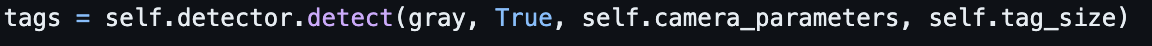 tags = self.detector.detect(gray, True, self.camera_parameters, self.tag_size)